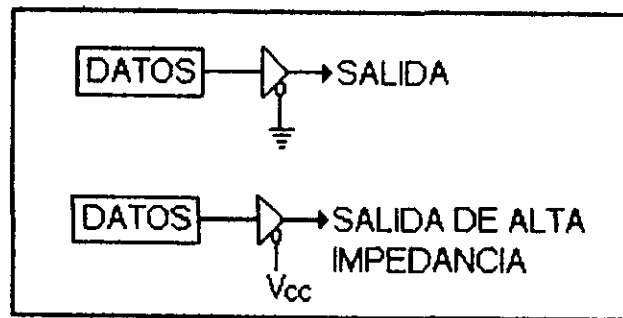 DATOS
SALIDA
DATOS
SALIDA DE ALTA
IMPEDANCIA
Vcc